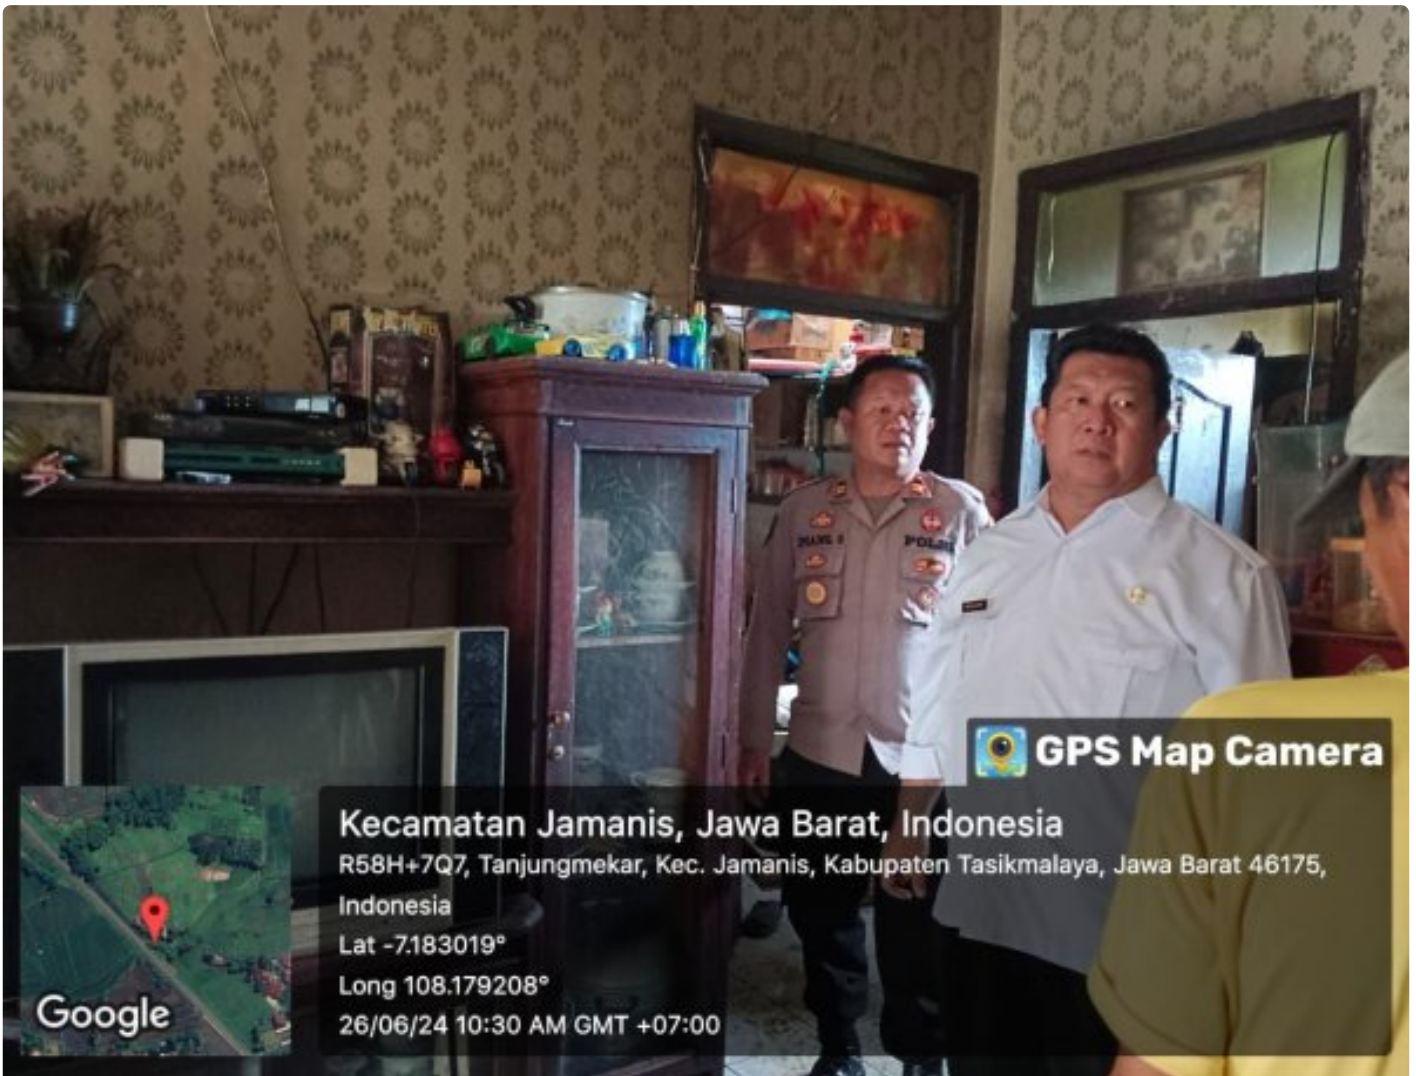 POLRI
GPS Map Camera
Kecamatan Jamanis, Jawa Barat, Indonesia
R58H+7Q7, Tanjungmekar, Kec. Jamanis, Kabupaten Tasikmalaya, Jawa Barat 46175,
Indonesia
Lat -7.183019°
Long 108.179208°
26/06/24 10:30 AM GMT +07:00
Google